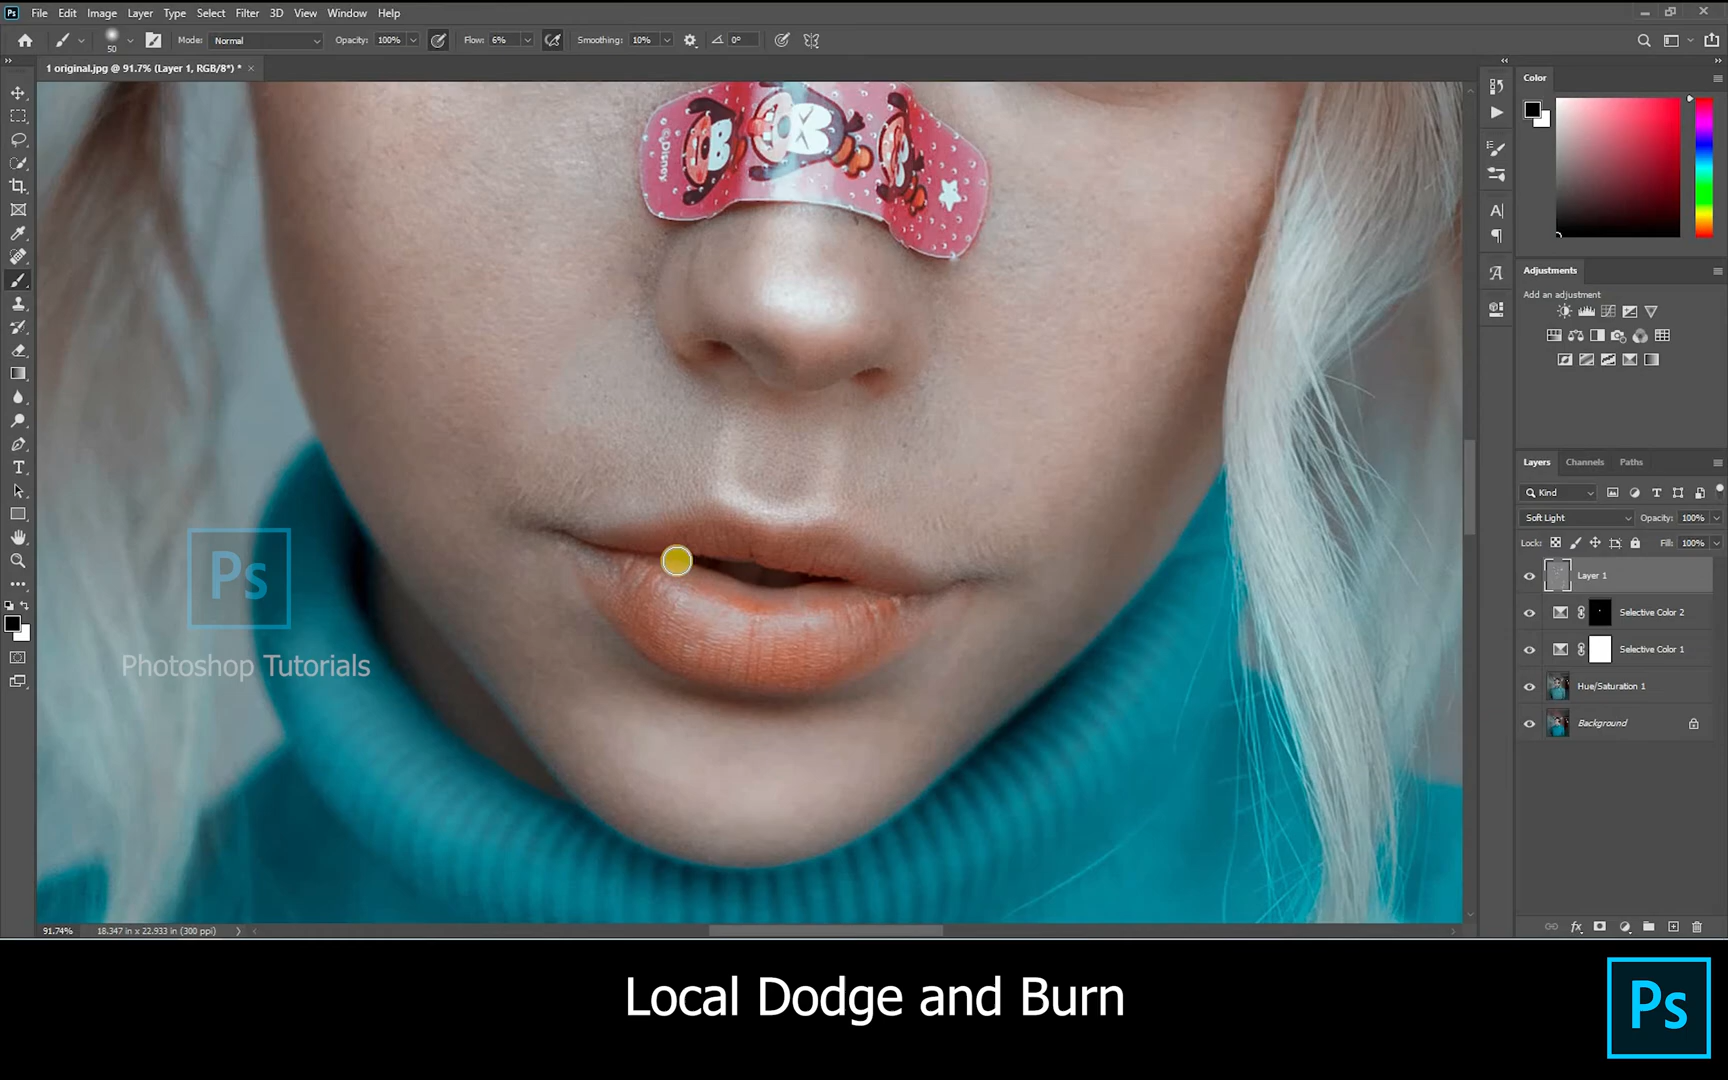 Ps File Edit Image Layer Type Select Filter 3D View Window Help
50 Mode: Normal Opacity: 100% Flow: 6% Smoothing: 10% 0°
1 original.jpg @ 91.7% (Layer 1, RGB/8*) * ×
Color
©Disney
Adjustments
Add an adjustment
Layers Channels Paths
Kind
Soft Light Opacity: 100%
Lock: Fill: 100%
Layer 1
Selective Color 2
Selective Color 1
Hue/Saturation 1
Background
Ps
Photoshop Tutorials
91.74% 18.347 in x 22.933 in (300 ppi)
Local Dodge and Burn
Ps